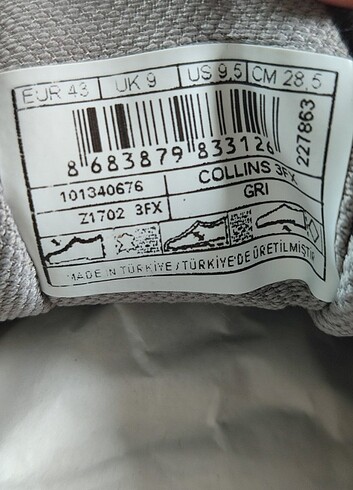 EUR 43 UK 9 US 9,5 CM 28,5
8 683879 833126
227863
101340676 COLLINS 3FX
Z1702 3FX GRI
MADE IN TÜRKİYE/TÜRKİYE'DE ÜRETİLMİŞTİR